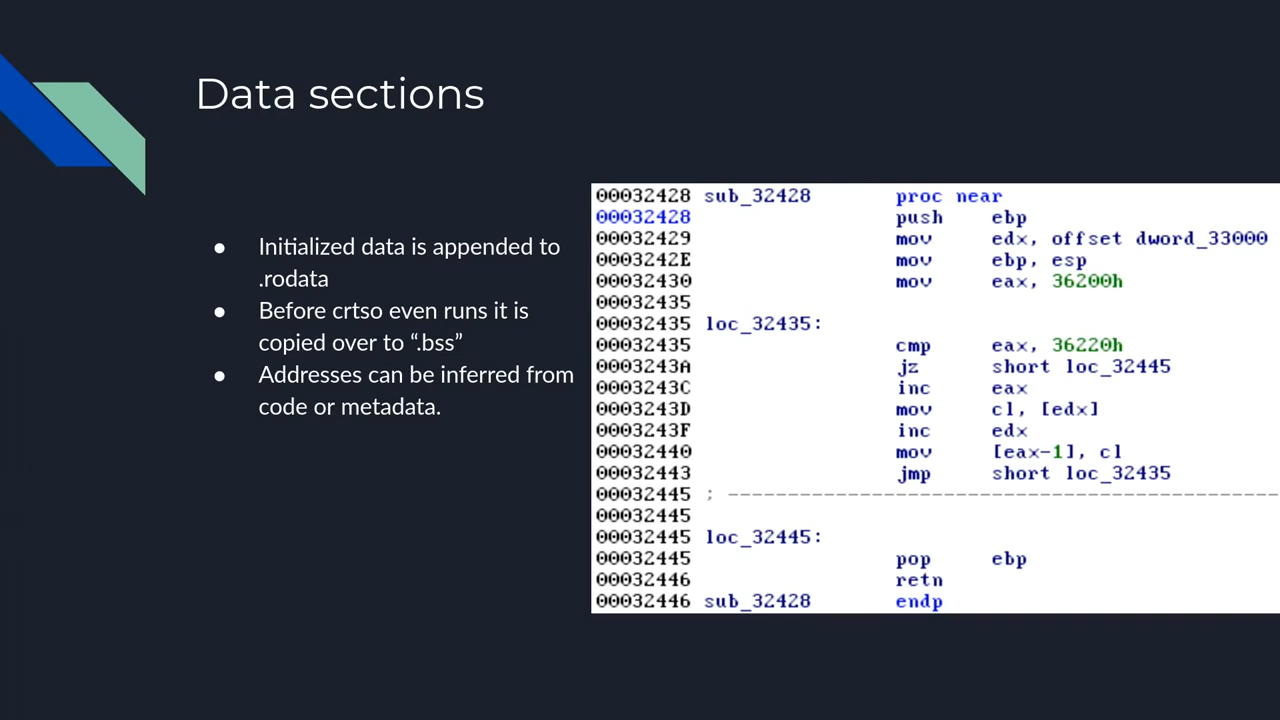 Data sections
● Initialized data is appended to
.rodata
● Before crtso even runs it is
copied over to “.bss”
● Addresses can be inferred from
code or metadata.
00032428 sub_32428 proc near
00032428 push ebp
00032429 mov edx, offset dword_33000
0003242E mov ebp, esp
00032430 mov eax, 36200h
00032435
00032435 loc_32435:
00032435 cmp eax, 36220h
0003243A jz short loc_32445
0003243C inc eax
0003243D mov cl, [edx]
0003243F inc edx
00032440 mov [eax-1], cl
00032443 jmp short loc_32435
00032445 ; ---------------------------------------------
00032445
00032445 loc_32445:
00032445 pop ebp
00032446 retn
00032446 sub_32428 endp